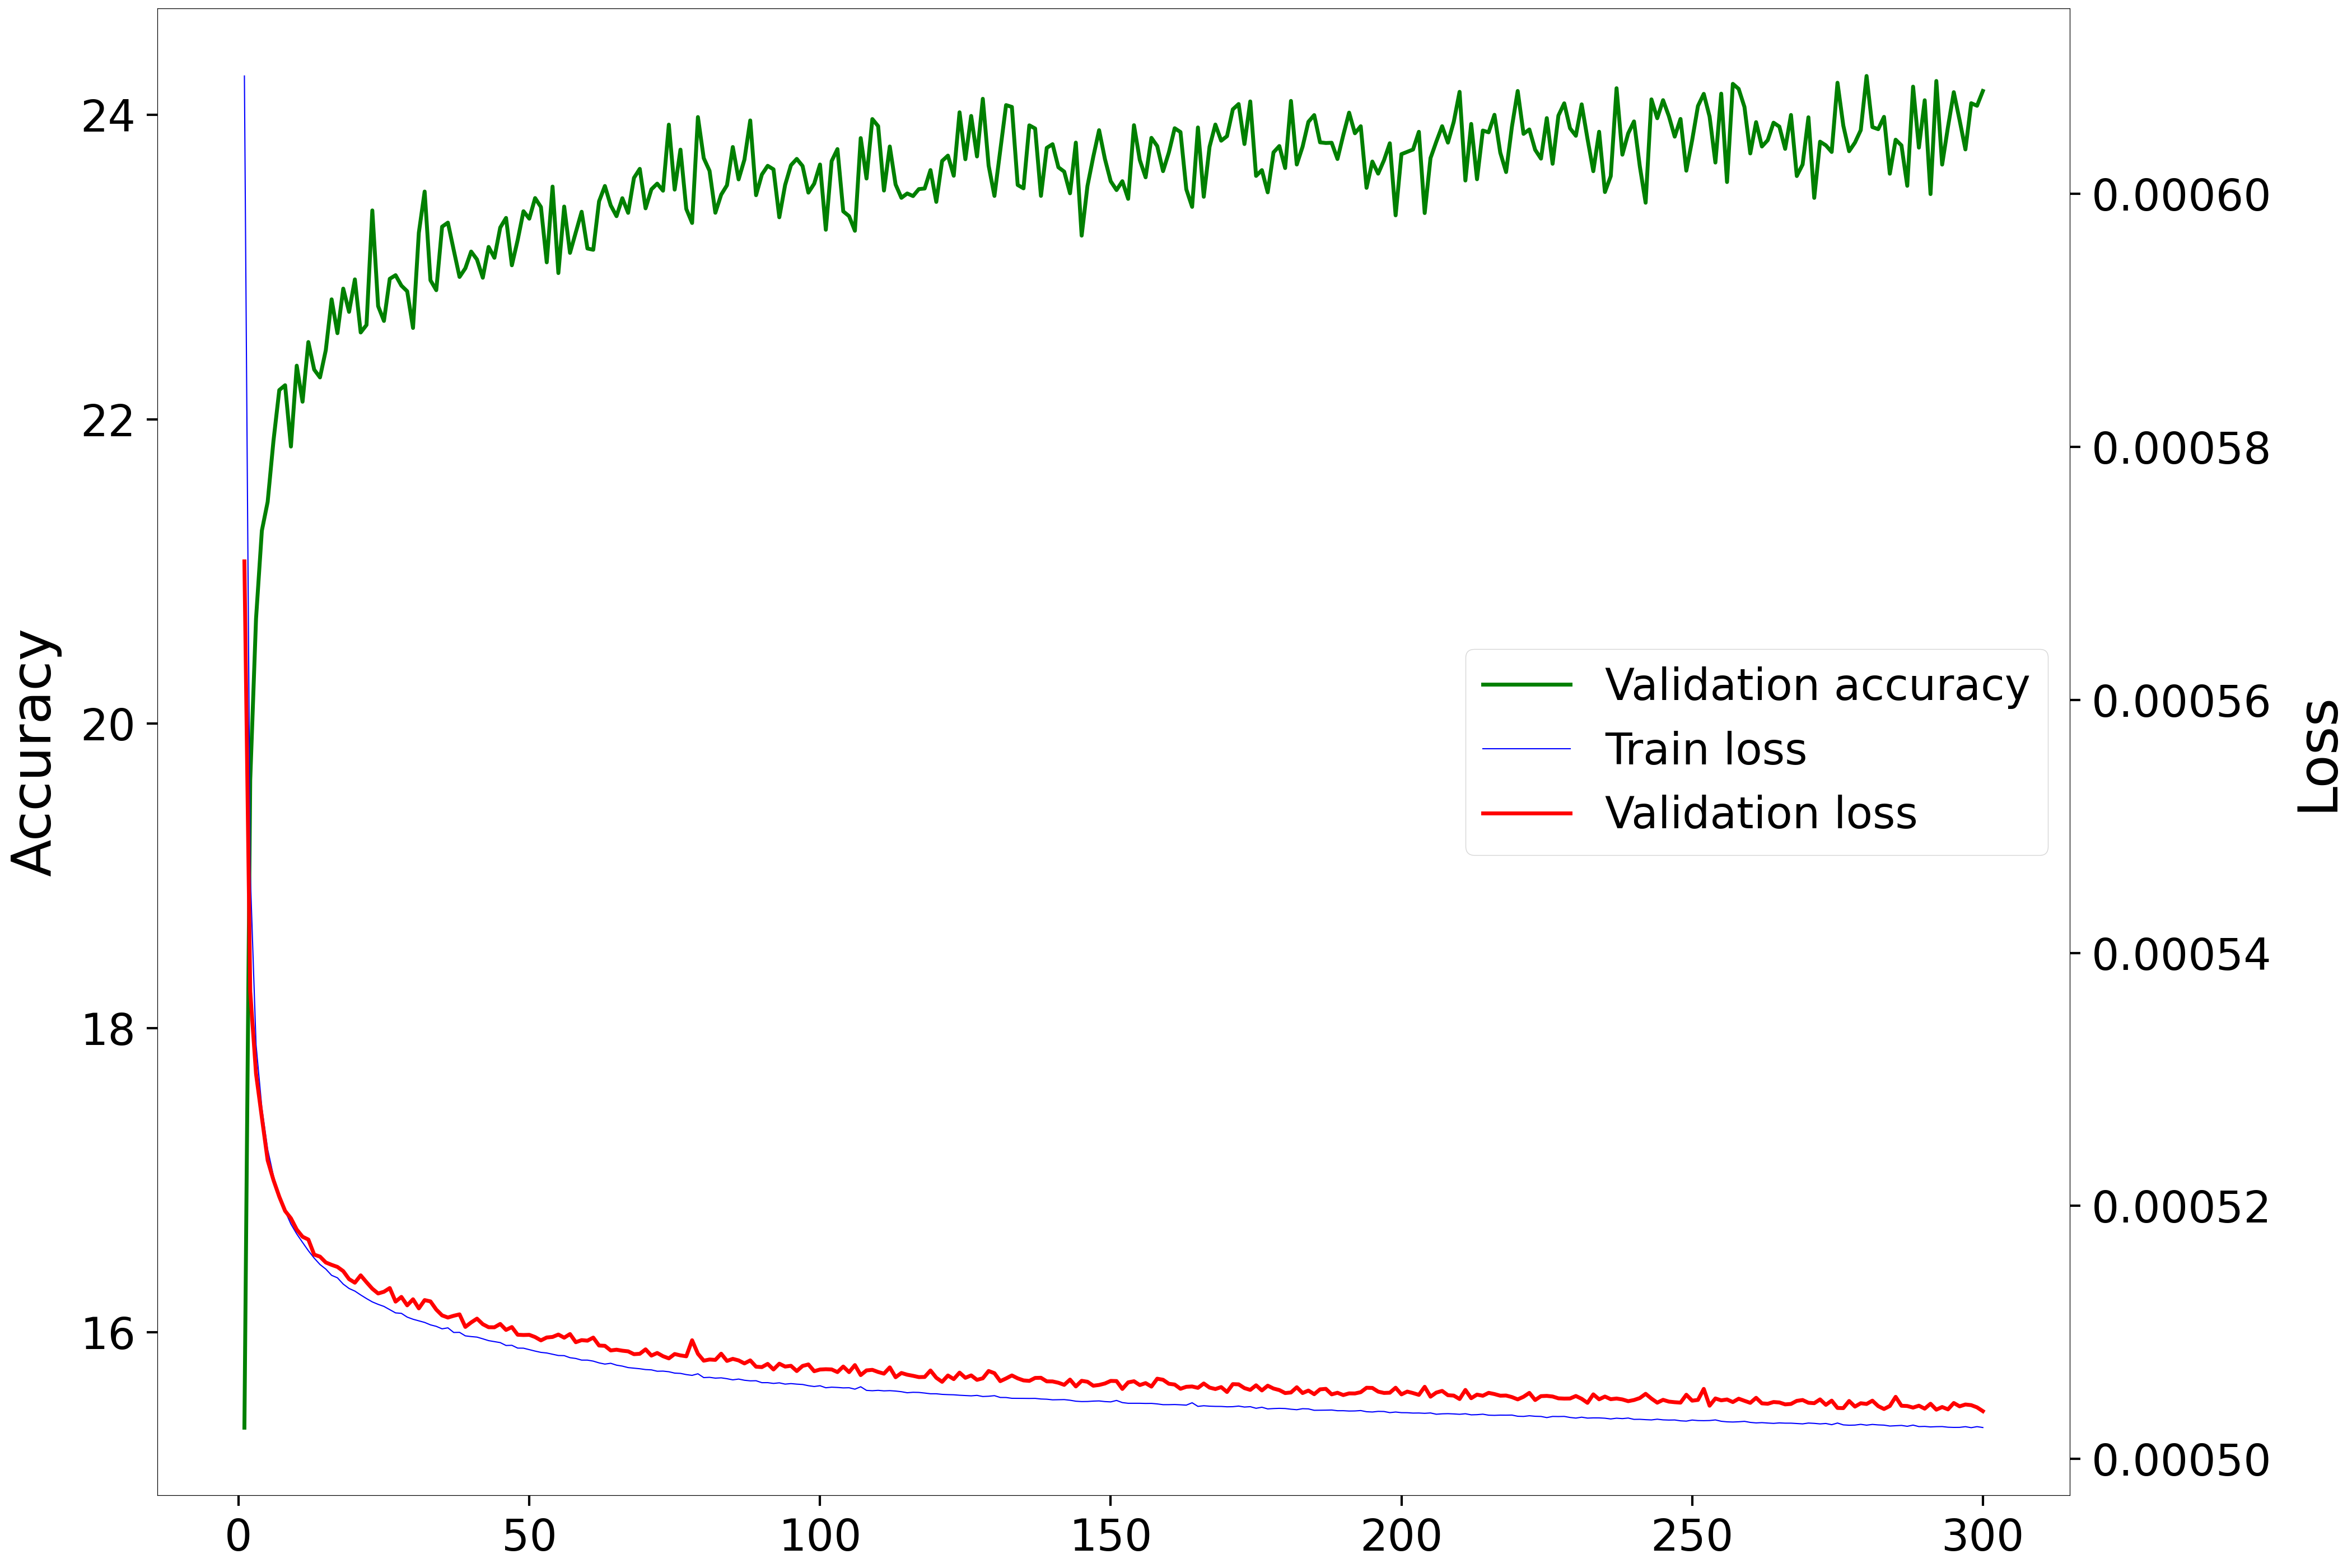 Accuracy
24
22
20
18
16
0.00060
0.00058
0.00056
0.00054
0.00052
0.00050
Loss
Validation accuracy
Train loss
Validation loss
0 50 100 150 200 250 300